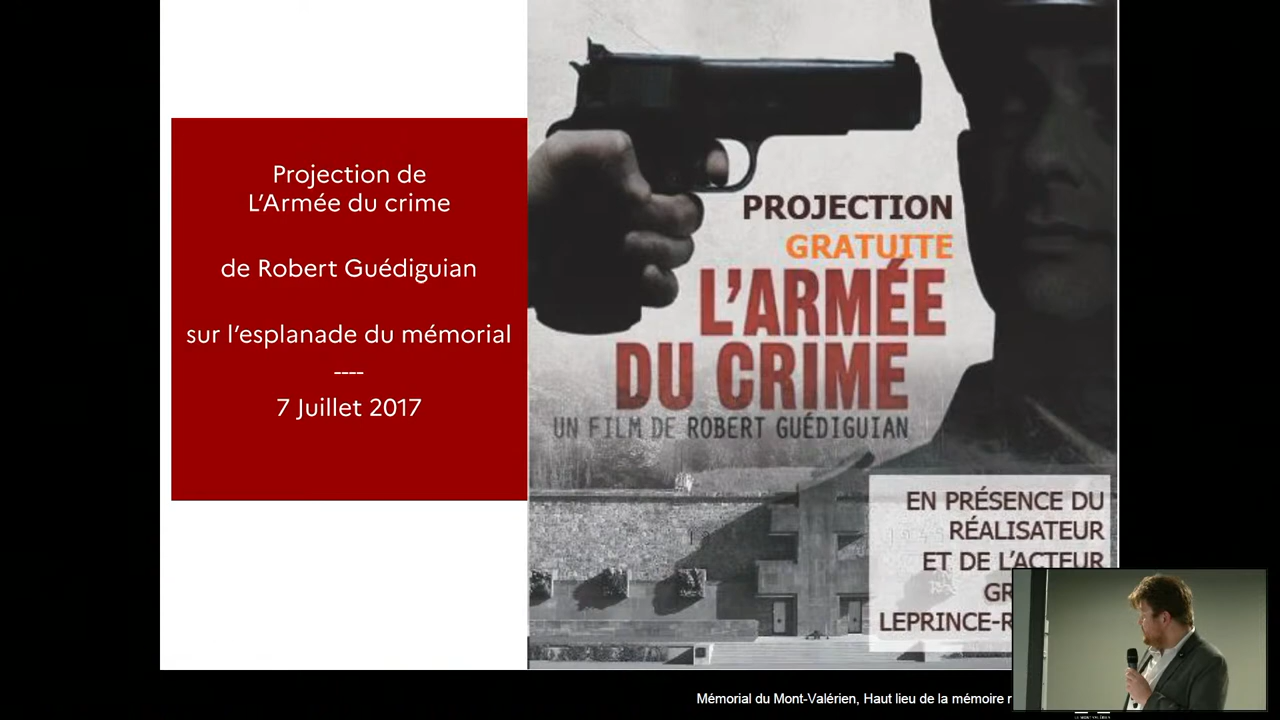 Projection de
L'Armée du crime
de Robert Guédiguian
sur l'esplanade du mémorial
----
7 Juillet 2017
PROJECTION
GRATUITE
L'ARMÉE
DU CRIME
UN FILM DE ROBERT GUÉDIGUIAN
EN PRÉSENCE DU
RÉALISATEUR
ET DE L'ACTEUR
LEPRINCE-R
Mémorial du Mont-Valérien, Haut lieu de la mémoire